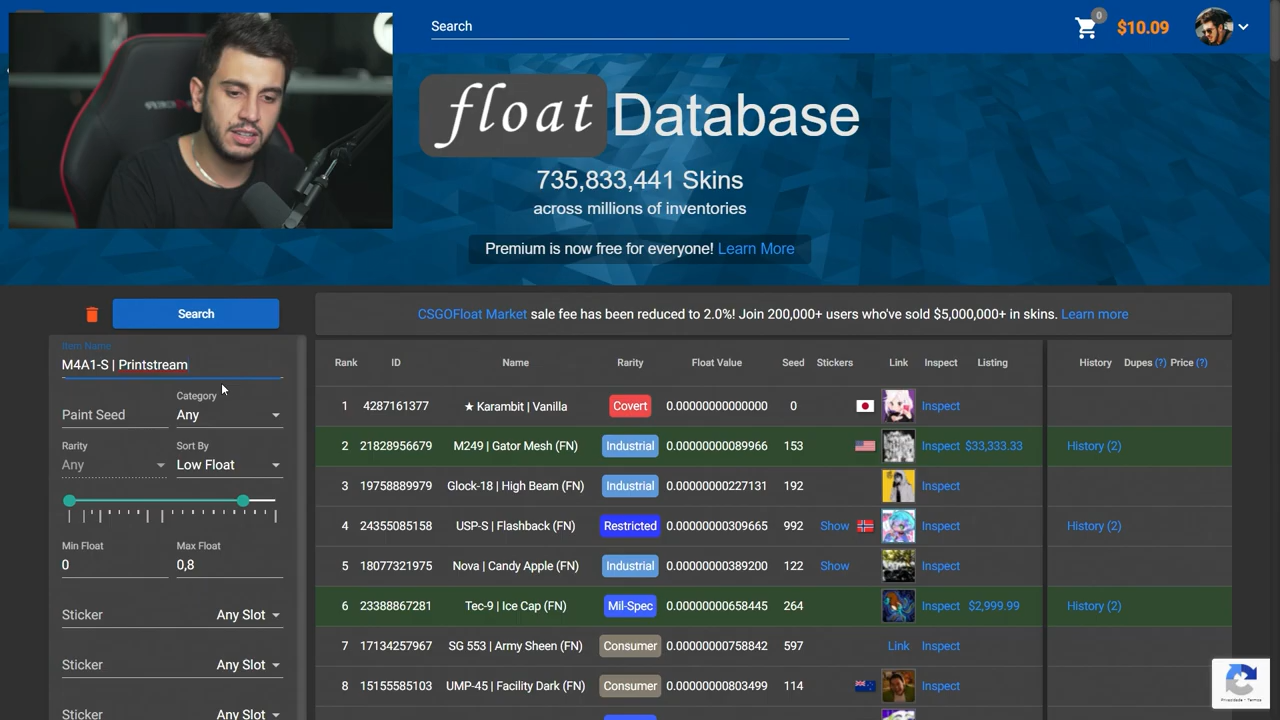 Search
0
$10.09
float Database
735,833,441 Skins
across millions of inventories
Premium is now free for everyone! Learn More
Search
CSGOFloat Market sale fee has been reduced to 2.0%! Join 200,000+ users who've sold $5,000,000+ in skins. Learn more
Item Name
M4A1-S | Printstream
Paint Seed
Category
Any
Rarity
Any
Sort By
Low Float
Min Float
0
Max Float
0,8
Sticker Any Slot
Sticker Any Slot
Sticker Any Slot
Rank ID Name Rarity Float Value Seed Stickers Link Inspect Listing History Dupes (?) Price (?)
1 4287161377 ★ Karambit | Vanilla Covert 0.00000000000000 0 Inspect
2 21828956679 M249 | Gator Mesh (FN) Industrial 0.00000000089966 153 Inspect $33,333.33 History (2)
3 19758889979 Glock-18 | High Beam (FN) Industrial 0.00000000227131 192 Inspect
4 24355085158 USP-S | Flashback (FN) Restricted 0.00000000309665 992 Show Inspect History (2)
5 18077321975 Nova | Candy Apple (FN) Industrial 0.00000000389200 122 Show Inspect
6 23388867281 Tec-9 | Ice Cap (FN) Mil-Spec 0.00000000658445 264 Inspect $2,999.99 History (2)
7 17134257967 SG 553 | Army Sheen (FN) Consumer 0.00000000758842 597 Link Inspect
8 15155585103 UMP-45 | Facility Dark (FN) Consumer 0.00000000803499 114 Inspect
Privacidade - Termos